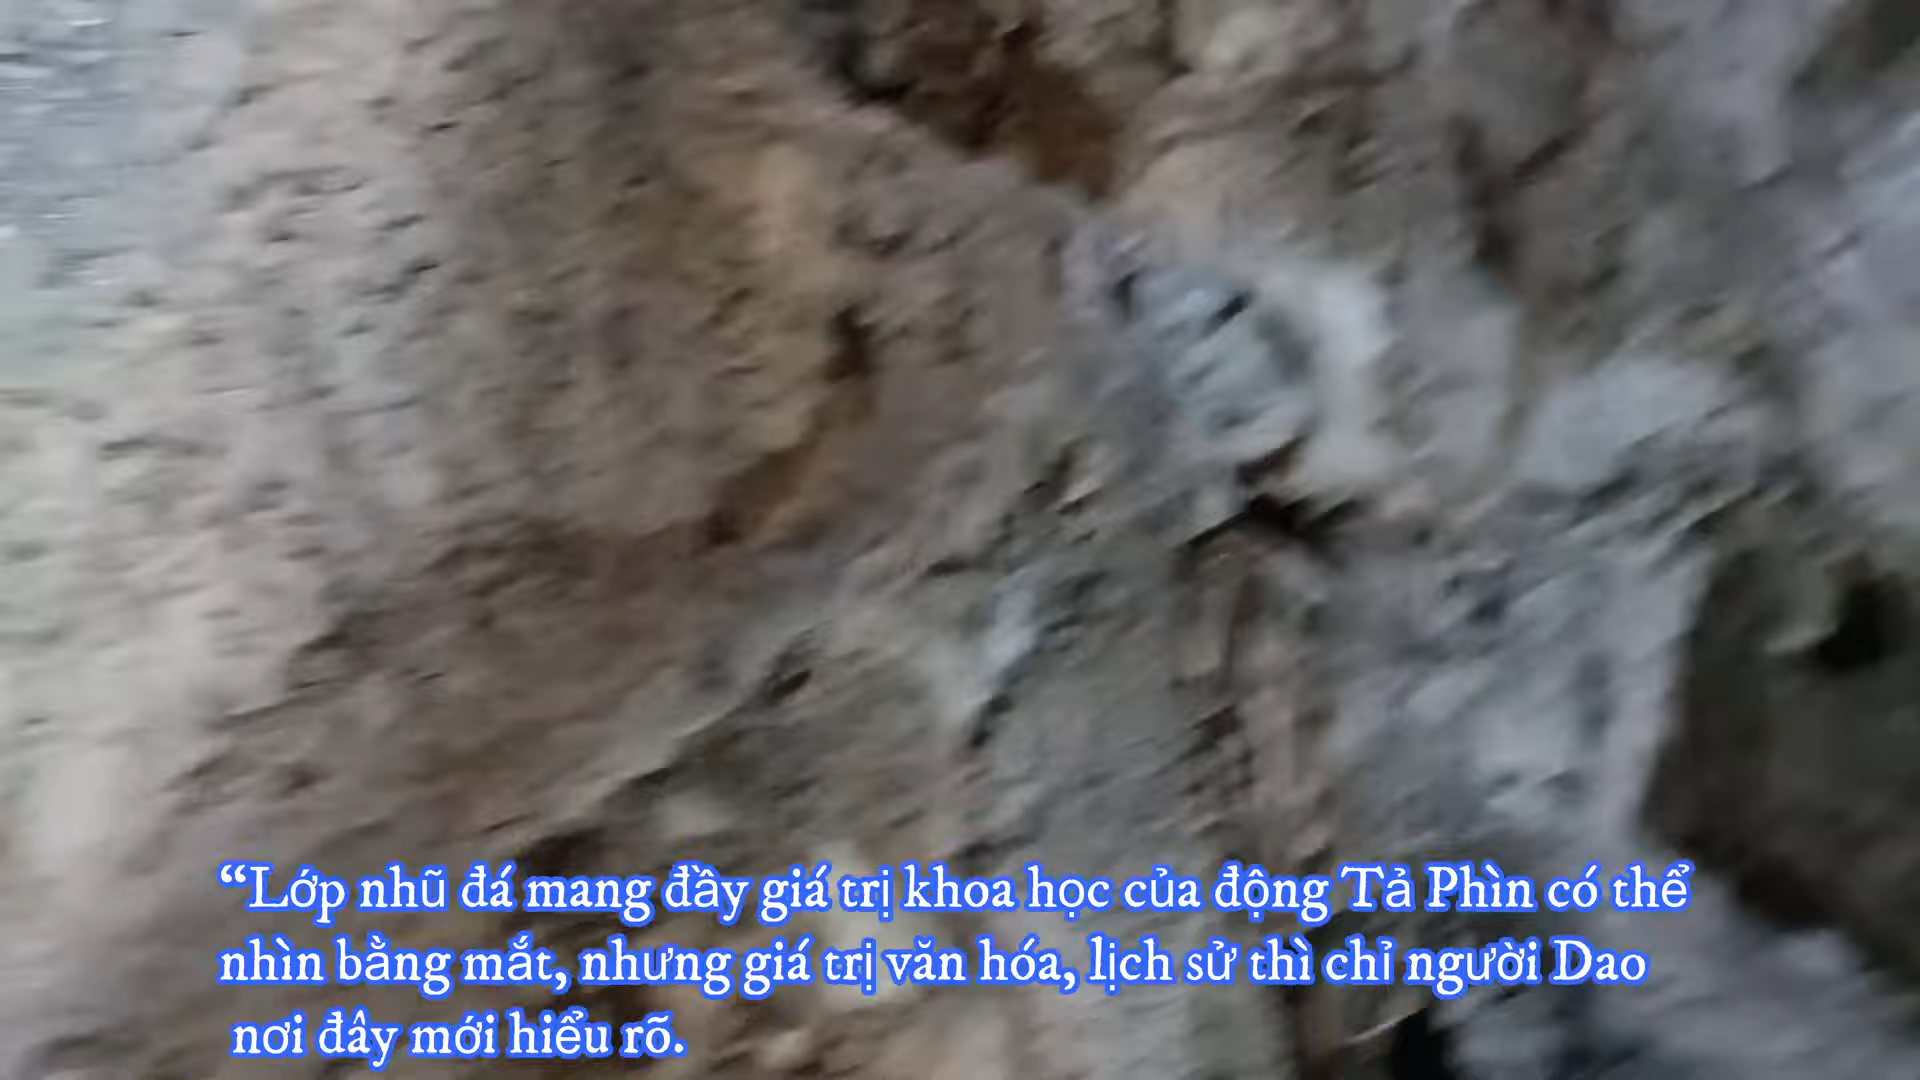 “Lớp nhũ đá mang đầy giá trị khoa học của động Tả Phìn có thể
nhìn bằng mắt, nhưng giá trị văn hóa, lịch sử thì chỉ người Dao
nơi đây mới hiểu rõ.